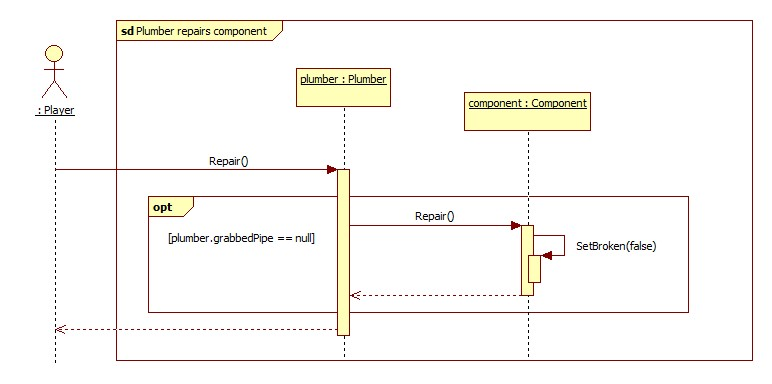 sd Plumber repairs component
: Player
plumber : Plumber
component : Component
Repair()
opt
[plumber.grabbedPipe == null]
Repair()
SetBroken(false)